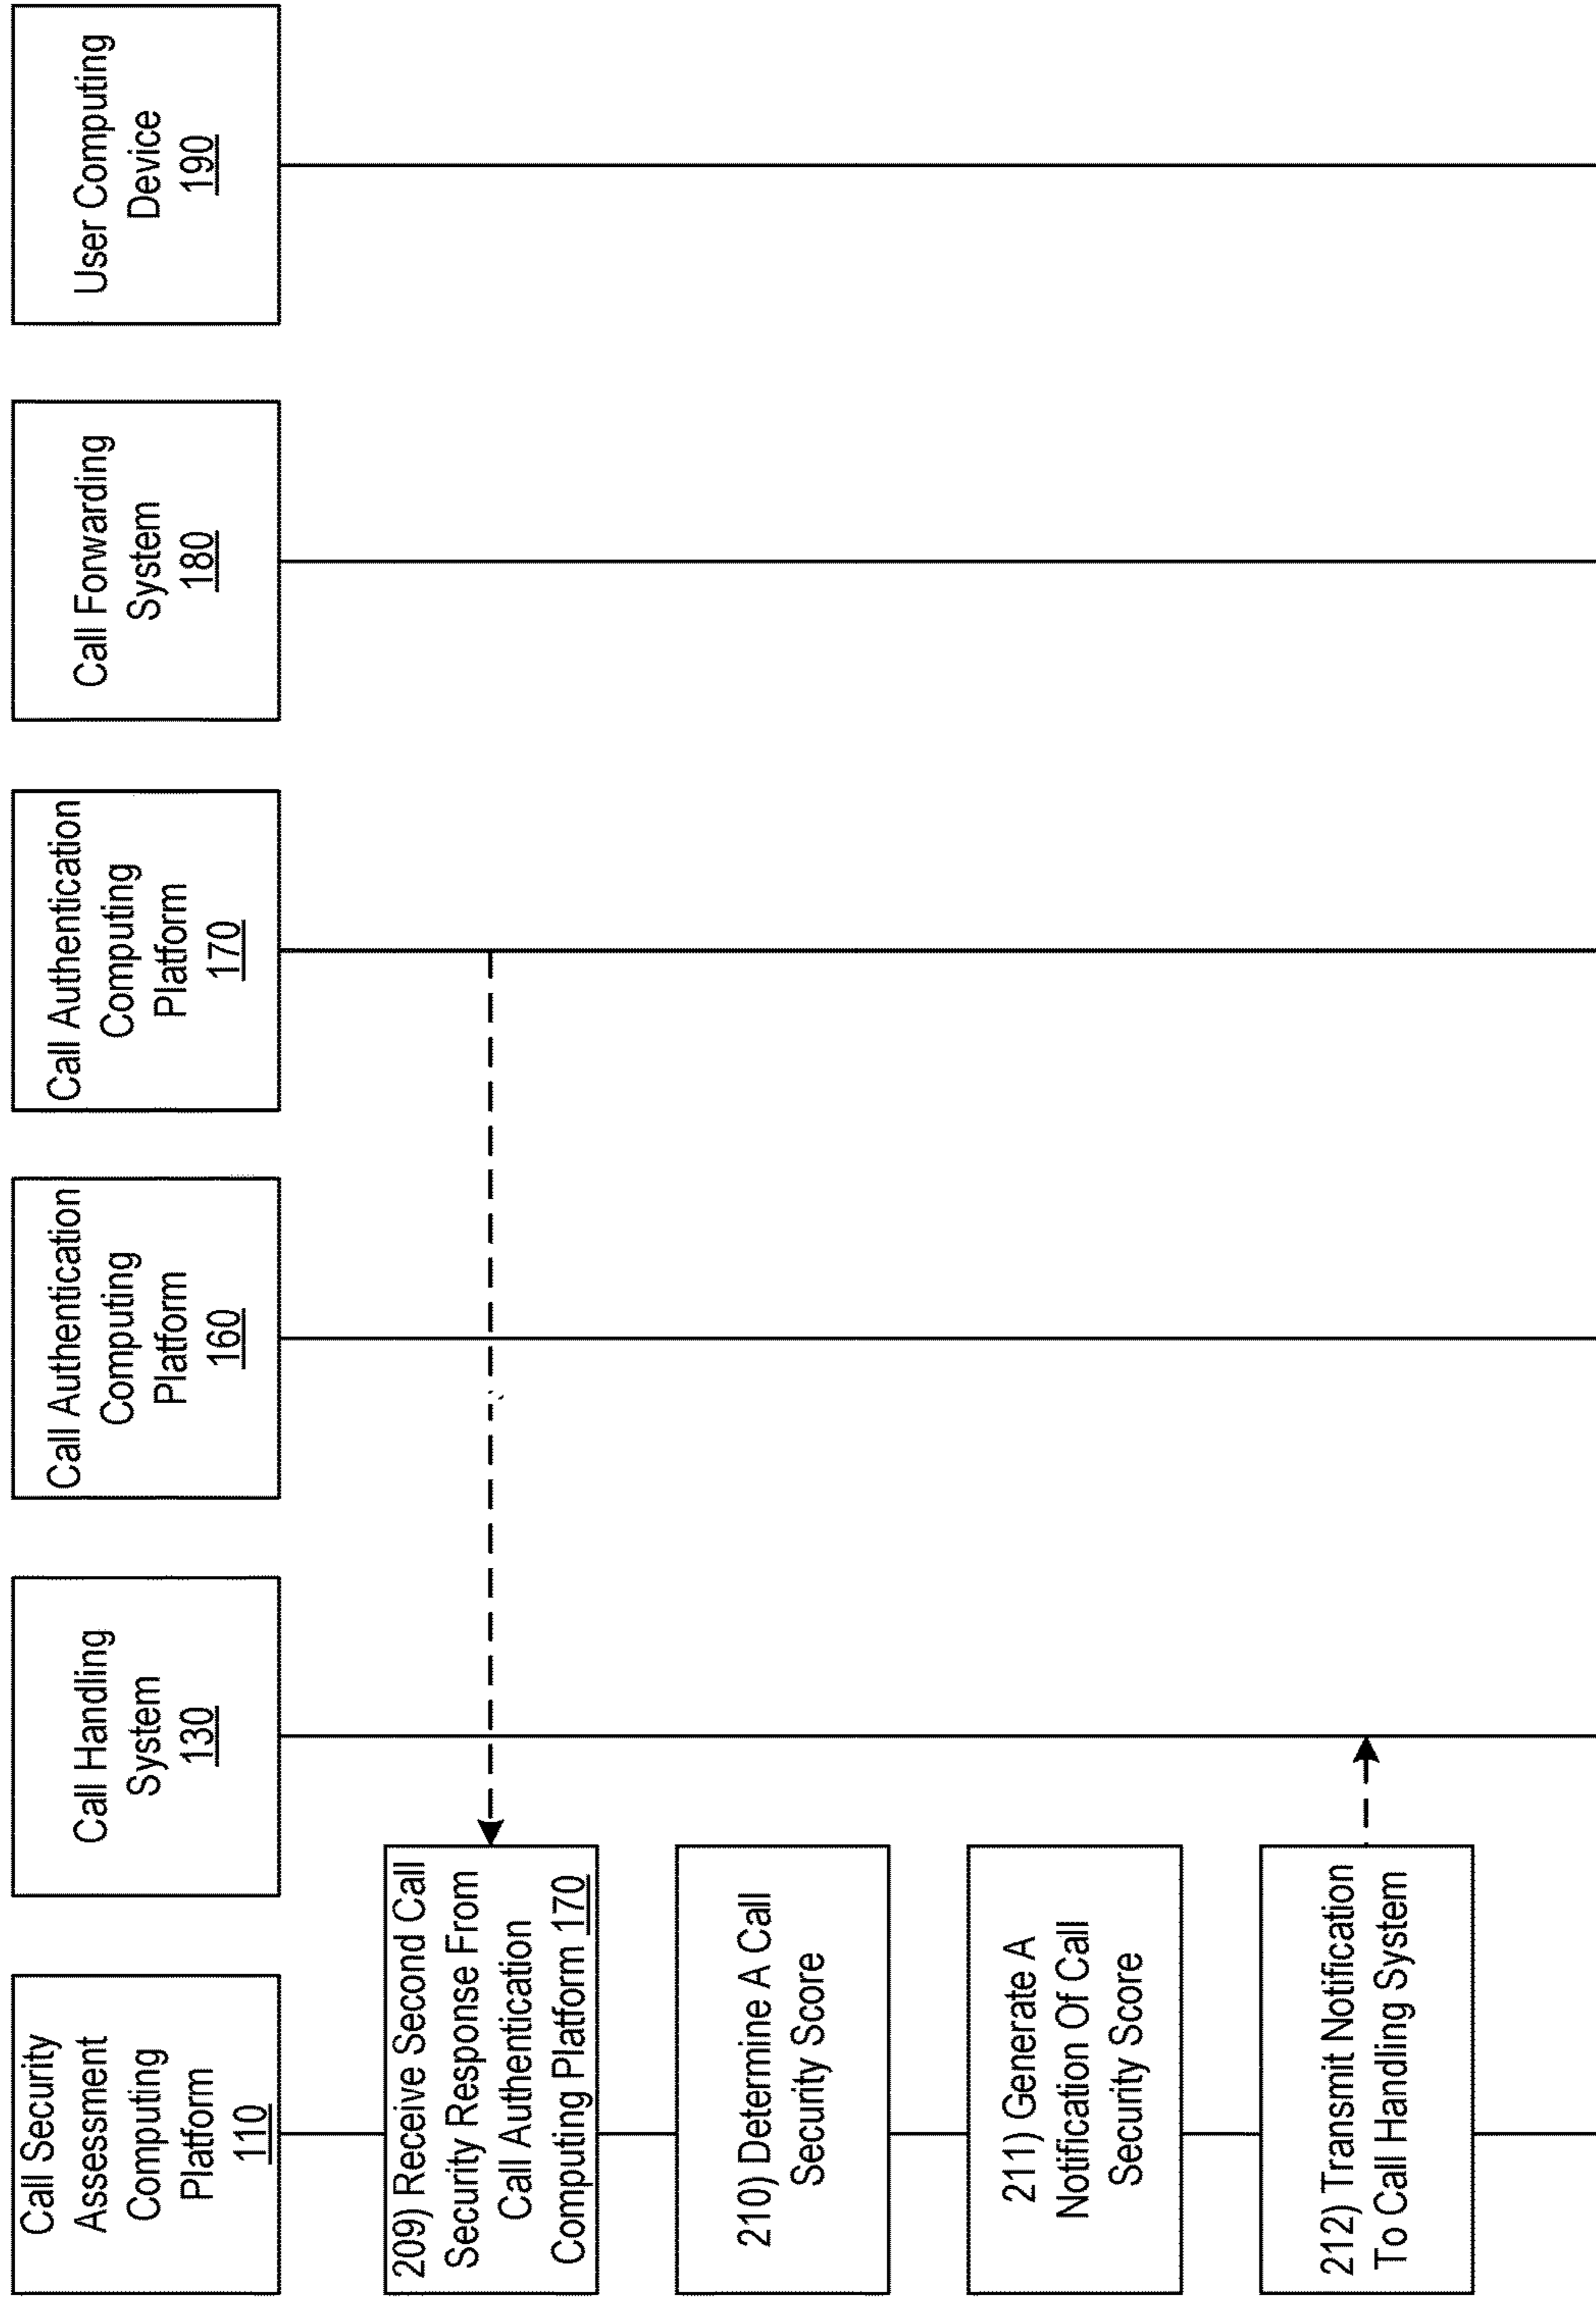 Call Security
Assessment
Computing
Platform
110
Call Handling
System
130
Call Authentication
Computing
Platform
160
Call Authentication
Computing
Platform
170
Call Forwarding
System
180
User Computing
Device
190
209) Receive Second Call
Security Response From
Call Authentication
Computing Platform 170
210) Determine A Call
Security Score
211) Generate A
Notification Of Call
Security Score
212) Transmit Notification
To Call Handling System